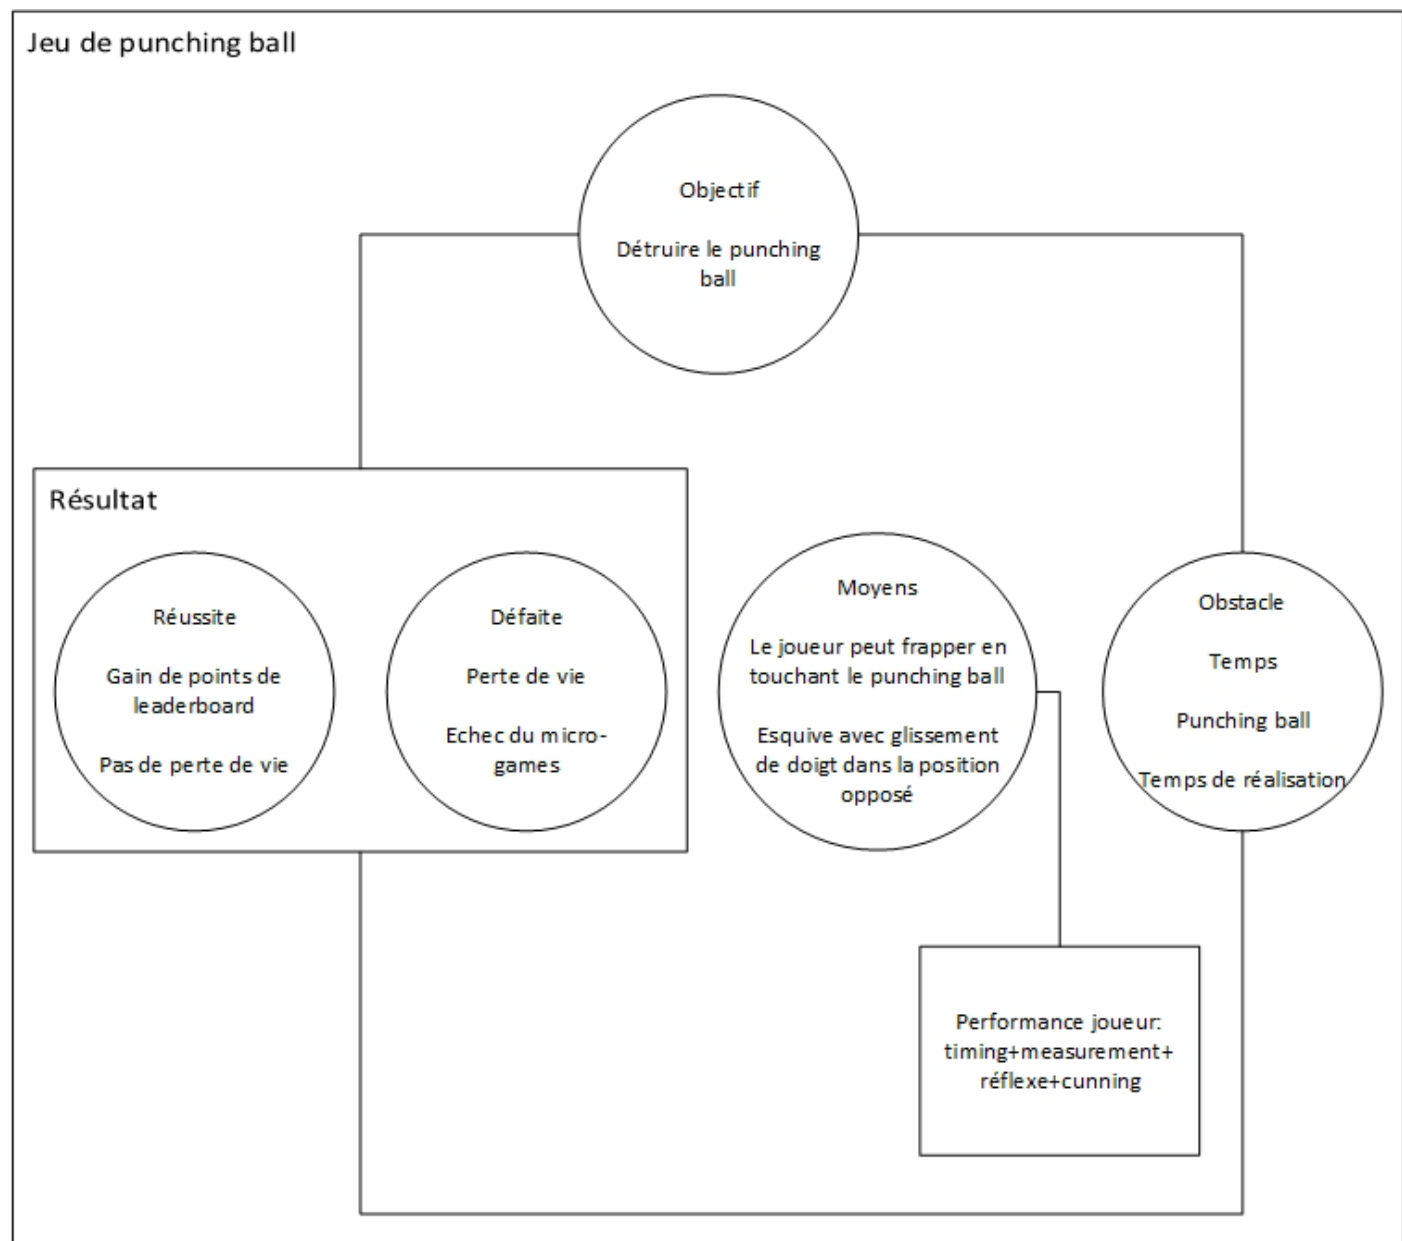 Jeu de punching ball
Objectif
Détruire le punching
ball
Résultat
Réussite
Gain de points de
leaderboard
Pas de perte de vie
Défaite
Perte de vie
Echec du micro-
games
Moyens
Le joueur peut frapper en
touchant le punching ball
Esquive avec glissement
de doigt dans la position
opposé
Obstacle
Temps
Punching ball
Temps de réalisation
Performance joueur:
timing+measurement+
réflexe+cunning